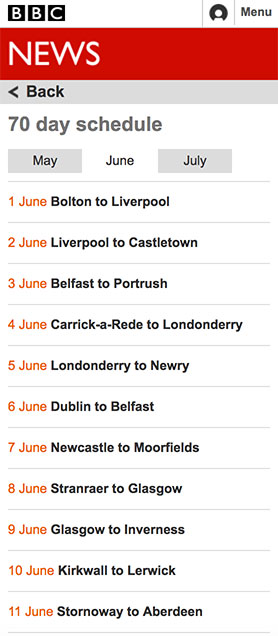 BBC
Menu
NEWS
< Back
70 day schedule
May
June
July
1 June Bolton to Liverpool
2 June Liverpool to Castletown
3 June Belfast to Portrush
4 June Carrick-a-Rede to Londonderry
5 June Londonderry to Newry
6 June Dublin to Belfast
7 June Newcastle to Moorfields
8 June Stranraer to Glasgow
9 June Glasgow to Inverness
10 June Kirkwall to Lerwick
11 June Stornoway to Aberdeen